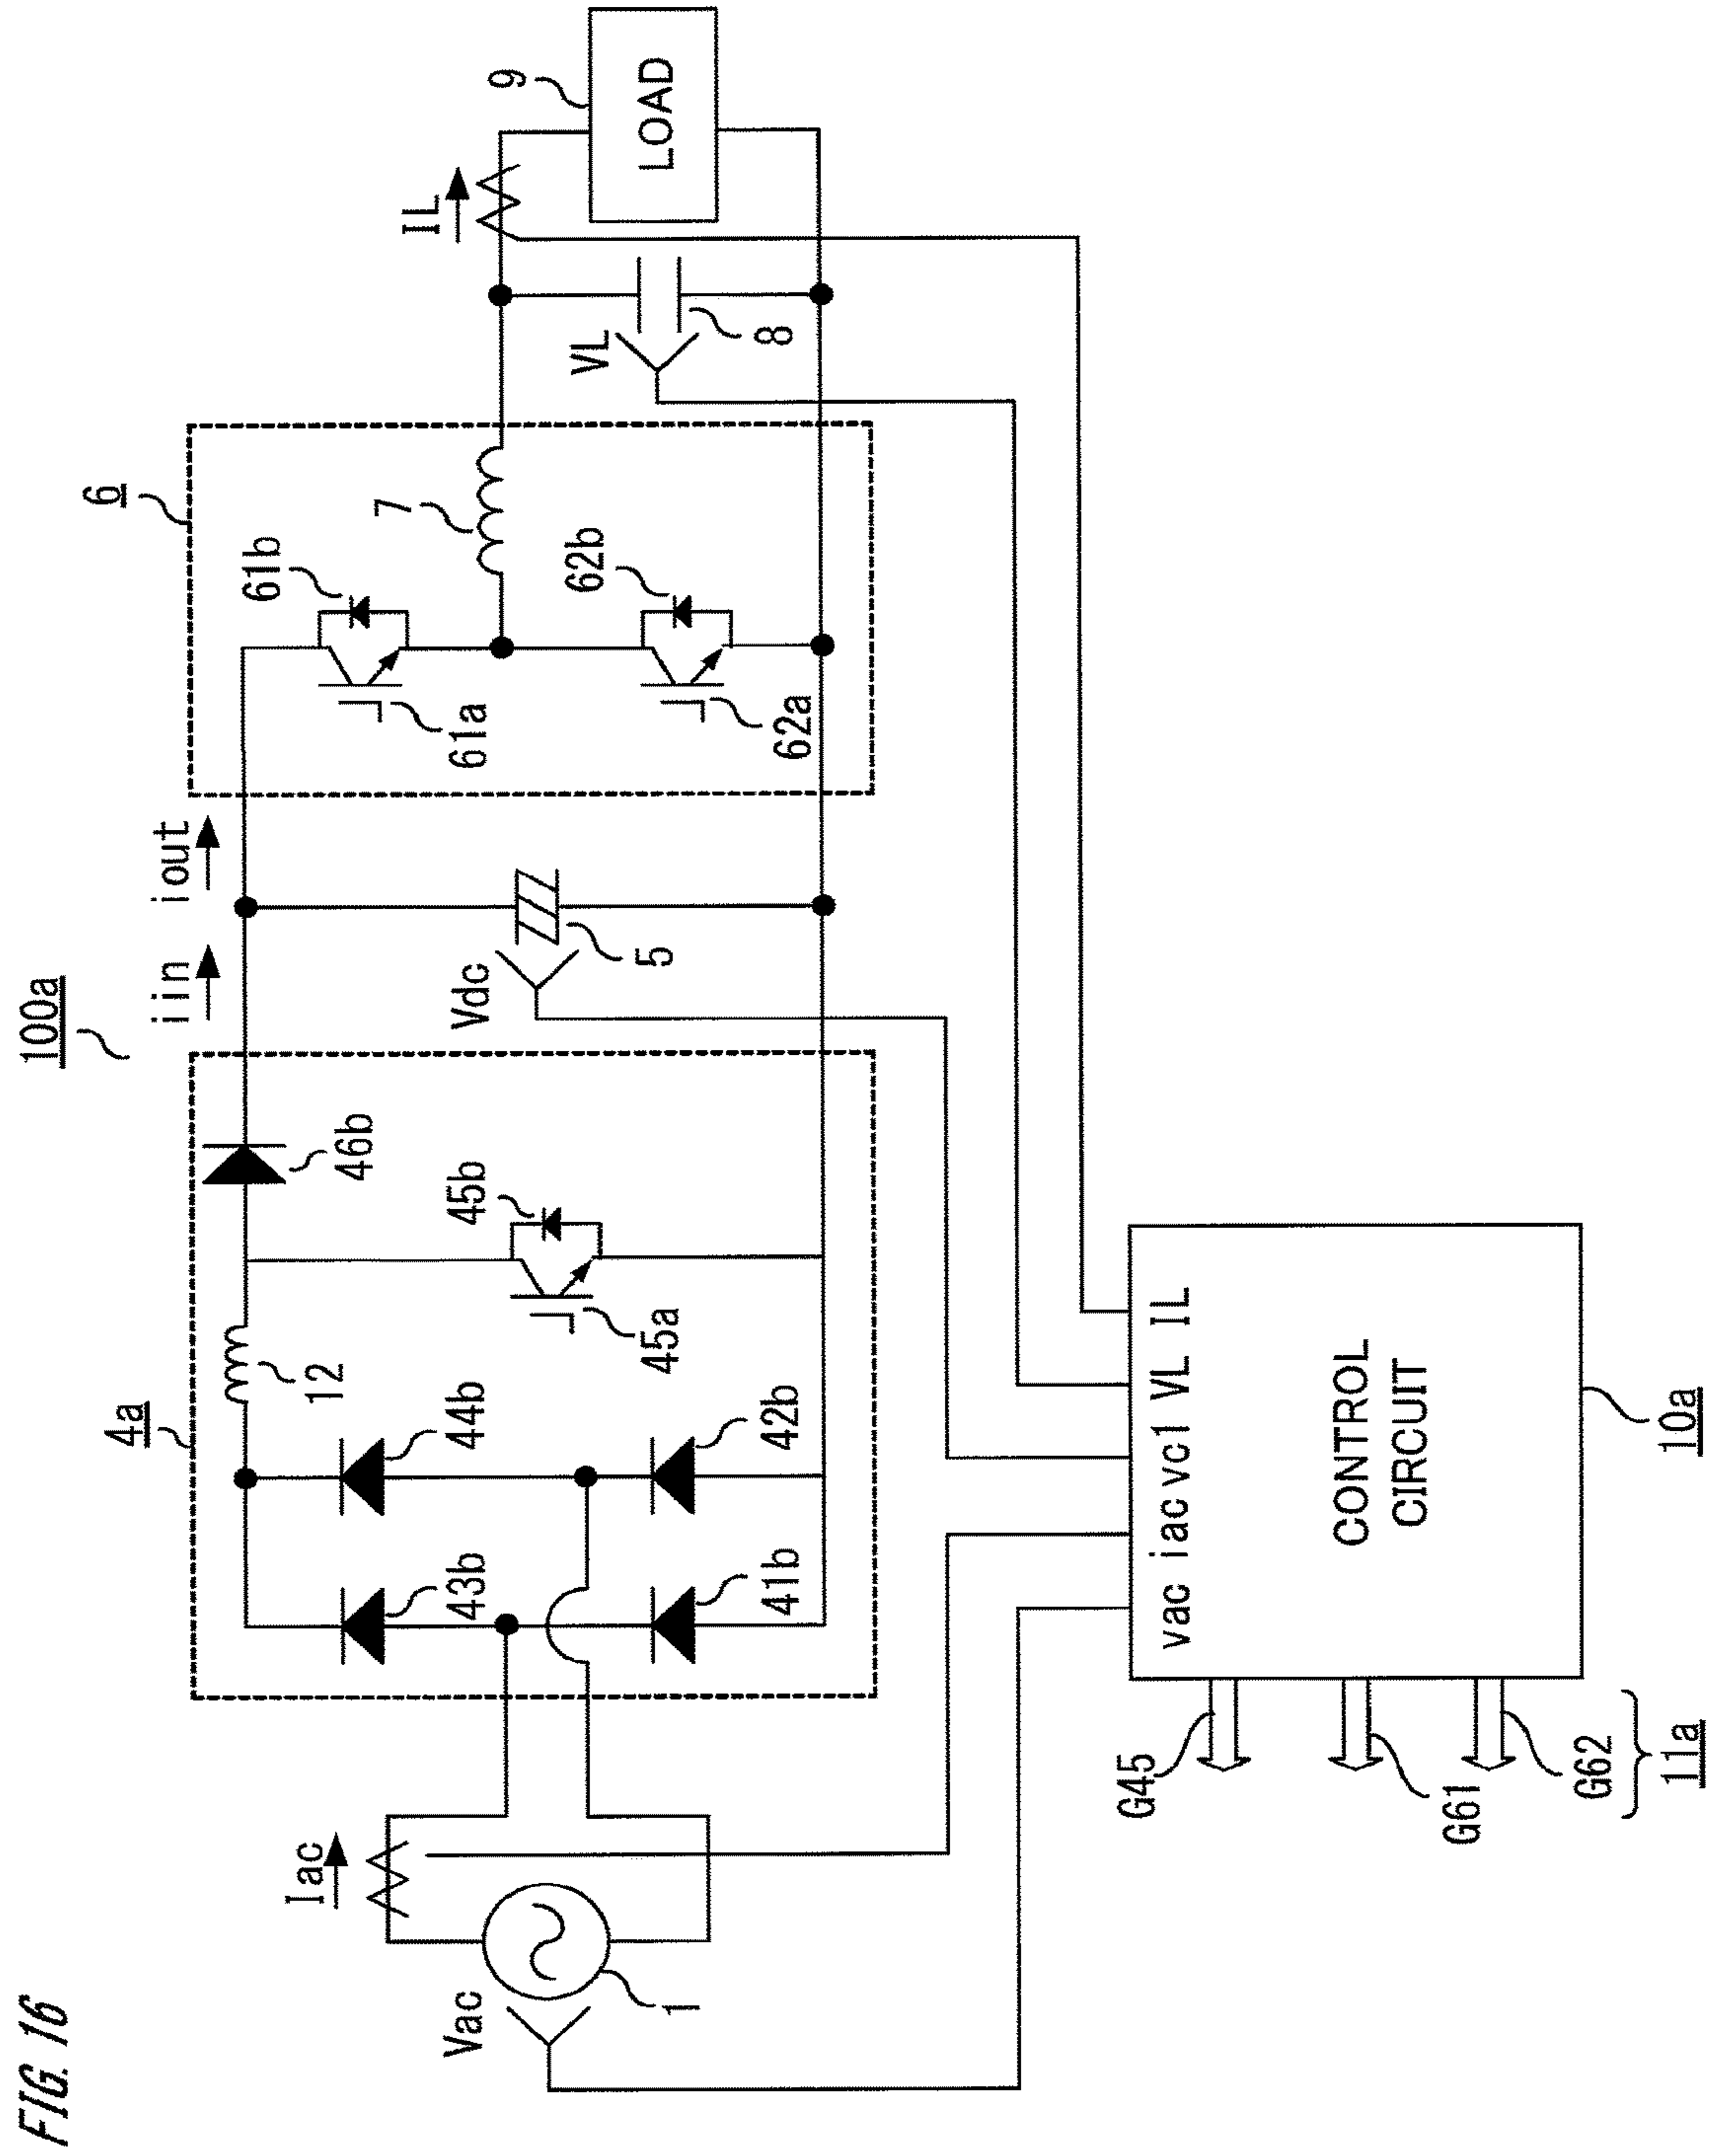 FIG. 16
100a
4a
6
Iac
Vac
1
43b
44b
41b
42b
12
45a
45b
46b
iin
iout
Vdc
5
61a
61b
62a
62b
7
VL
8
IL
9
LOAD
vac iac vc1 VL IL
CONTROL
CIRCUIT
10a
G45
G61
G62
11a